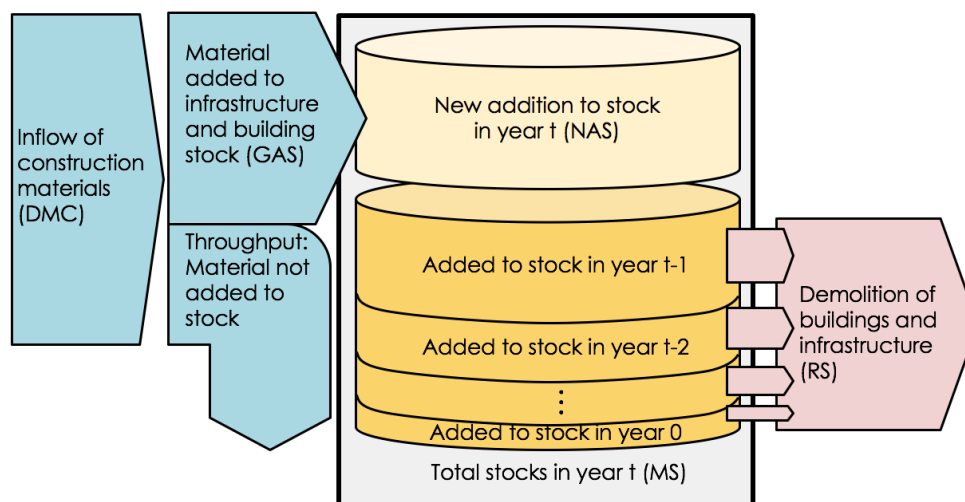 Inflow of
construction
materials
(DMC)
Material
added to
infrastructure
and building
stock (GAS)
Throughput:
Material not
added to
stock
New addition to stock
in year t (NAS)
Added to stock in year t-1
Added to stock in year t-2
⋮
Added to stock in year 0
Total stocks in year t (MS)
Demolition of
buildings and
infrastructure
(RS)